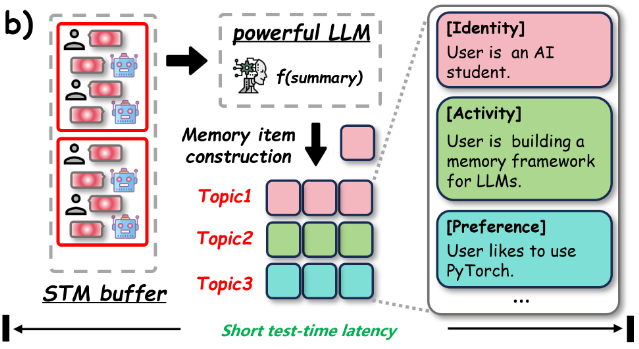 b)
STM buffer
powerful LLM
f(summary)
Memory item
construction
Topic1
Topic2
Topic3
[Identity]
User is an AI
student.
[Activity]
User is building a
memory framework
for LLMs.
[Preference]
User likes to use
PyTorch.
...
Short test-time latency